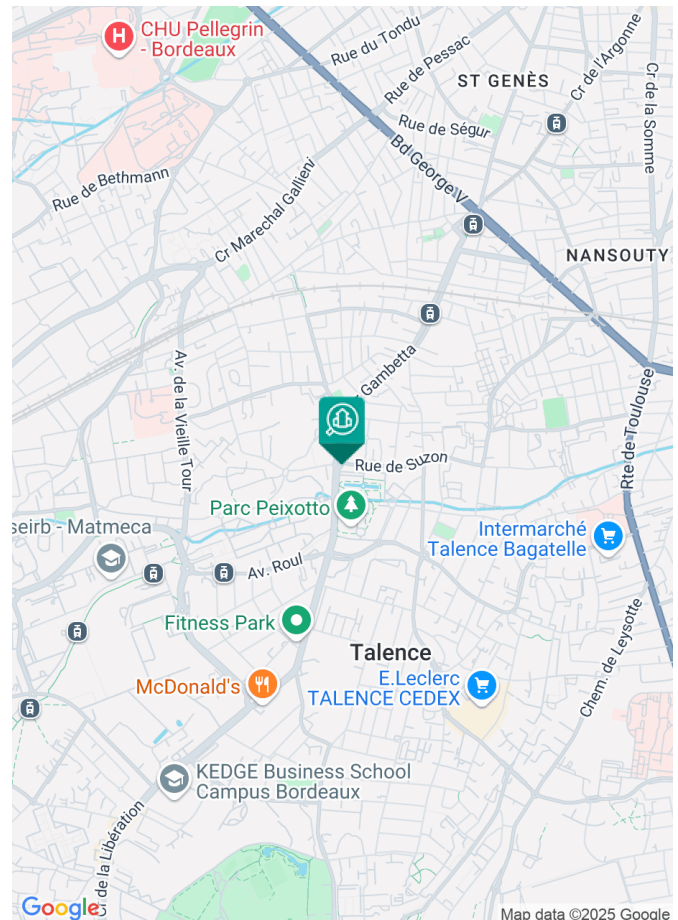 CHU Pellegrin
- Bordeaux
H
Rue du Tondu
Rue de Pessac
ST GENÈS
Cr de l'Argonne
Cr de la Somme
Rue de Ségur
Bd George V
Rue de Bethmann
Cr Marechal Gallieni
NANSOUTY
Av. de la Vieille Tour
Gambetta
Rte de Toulouse
Rue de Suzon
Parc Peixotto
seirb - Matmeca
Intermarché
Talence Bagatelle
Av. Roul
Fitness Park
Talence
Chem. de Leysotte
McDonald's
E.Leclerc
TALENCE CEDEX
KEDGE Business School
Campus Bordeaux
de la Libération
Google
Map data ©2025 Google